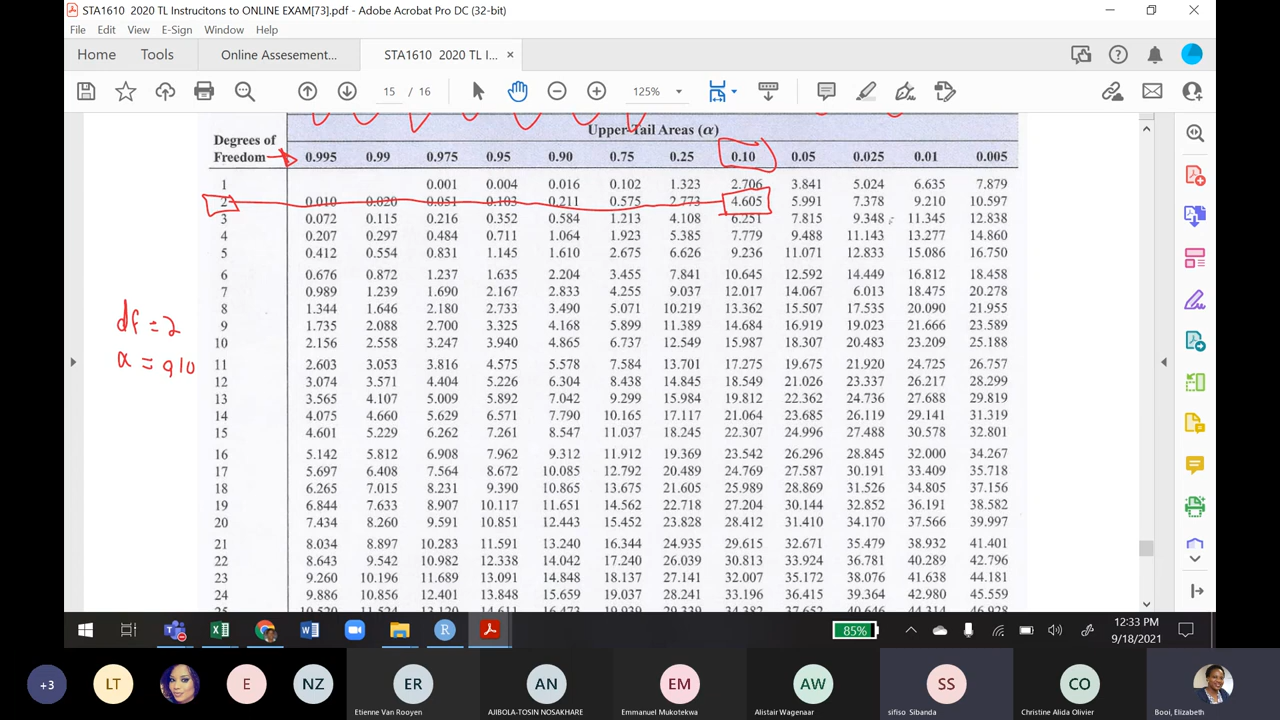 STA1610 2020 TL Instrucitons to ONLINE EXAM[73].pdf - Adobe Acrobat Pro DC (32-bit)
File Edit View E-Sign Window Help
Home Tools Online Assesement... STA1610 2020 TL I... ×
15 / 16 125%
Upper-Tail Areas (α)
Degrees of
Freedom 0.995 0.99 0.975 0.95 0.90 0.75 0.25 0.10 0.05 0.025 0.01 0.005
1 0.001 0.004 0.016 0.102 1.323 2.706 3.841 5.024 6.635 7.879
2 0.010 0.020 0.051 0.103 0.211 0.575 2.773 4.605 5.991 7.378 9.210 10.597
3 0.072 0.115 0.216 0.352 0.584 1.213 4.108 6.251 7.815 9.348 11.345 12.838
4 0.207 0.297 0.484 0.711 1.064 1.923 5.385 7.779 9.488 11.143 13.277 14.860
5 0.412 0.554 0.831 1.145 1.610 2.675 6.626 9.236 11.071 12.833 15.086 16.750
6 0.676 0.872 1.237 1.635 2.204 3.455 7.841 10.645 12.592 14.449 16.812 18.458
7 0.989 1.239 1.690 2.167 2.833 4.255 9.037 12.017 14.067 16.013 18.475 20.278
8 1.344 1.646 2.180 2.733 3.490 5.071 10.219 13.362 15.507 17.535 20.090 21.955
9 1.735 2.088 2.700 3.325 4.168 5.899 11.389 14.684 16.919 19.023 21.666 23.589
10 2.156 2.558 3.247 3.940 4.865 6.737 12.549 15.987 18.307 20.483 23.209 25.188
df = 2
α = 0,10
11 2.603 3.053 3.816 4.575 5.578 7.584 13.701 17.275 19.675 21.920 24.725 26.757
12 3.074 3.571 4.404 5.226 6.304 8.438 14.845 18.549 21.026 23.337 26.217 28.299
13 3.565 4.107 5.009 5.892 7.042 9.299 15.984 19.812 22.362 24.736 27.688 29.819
14 4.075 4.660 5.629 6.571 7.790 10.165 17.117 21.064 23.685 26.119 29.141 31.319
15 4.601 5.229 6.262 7.261 8.547 11.037 18.245 22.307 24.996 27.488 30.578 32.801
16 5.142 5.812 6.908 7.962 9.312 11.912 19.369 23.542 26.296 28.845 32.000 34.267
17 5.697 6.408 7.564 8.672 10.085 12.792 20.489 24.769 27.587 30.191 33.409 35.718
18 6.265 7.015 8.231 9.390 10.865 13.675 21.605 25.989 28.869 31.526 34.805 37.156
19 6.844 7.633 8.907 10.117 11.651 14.562 22.718 27.204 30.144 32.852 36.191 38.582
20 7.434 8.260 9.591 10.851 12.443 15.452 23.828 28.412 31.410 34.170 37.566 39.997
21 8.034 8.897 10.283 11.591 13.240 16.344 24.935 29.615 32.671 35.479 38.932 41.401
22 8.643 9.542 10.982 12.338 14.042 17.240 26.039 30.813 33.924 36.781 40.289 42.796
23 9.260 10.196 11.689 13.091 14.848 18.137 27.141 32.007 35.172 38.076 41.638 44.181
24 9.886 10.856 12.401 13.848 15.659 19.037 28.241 33.196 36.415 39.364 42.980 45.559
85%
12:33 PM
9/18/2021
+3 LT E NZ ER AN EM AW SS CO
Etienne Van Rooyen AJIBOLA-TOSIN NOSAKHARE Emmanuel Mukotekwa Alistair Wagenaar sifiso Sibanda Christine Alida Olivier Booi, Elizabeth